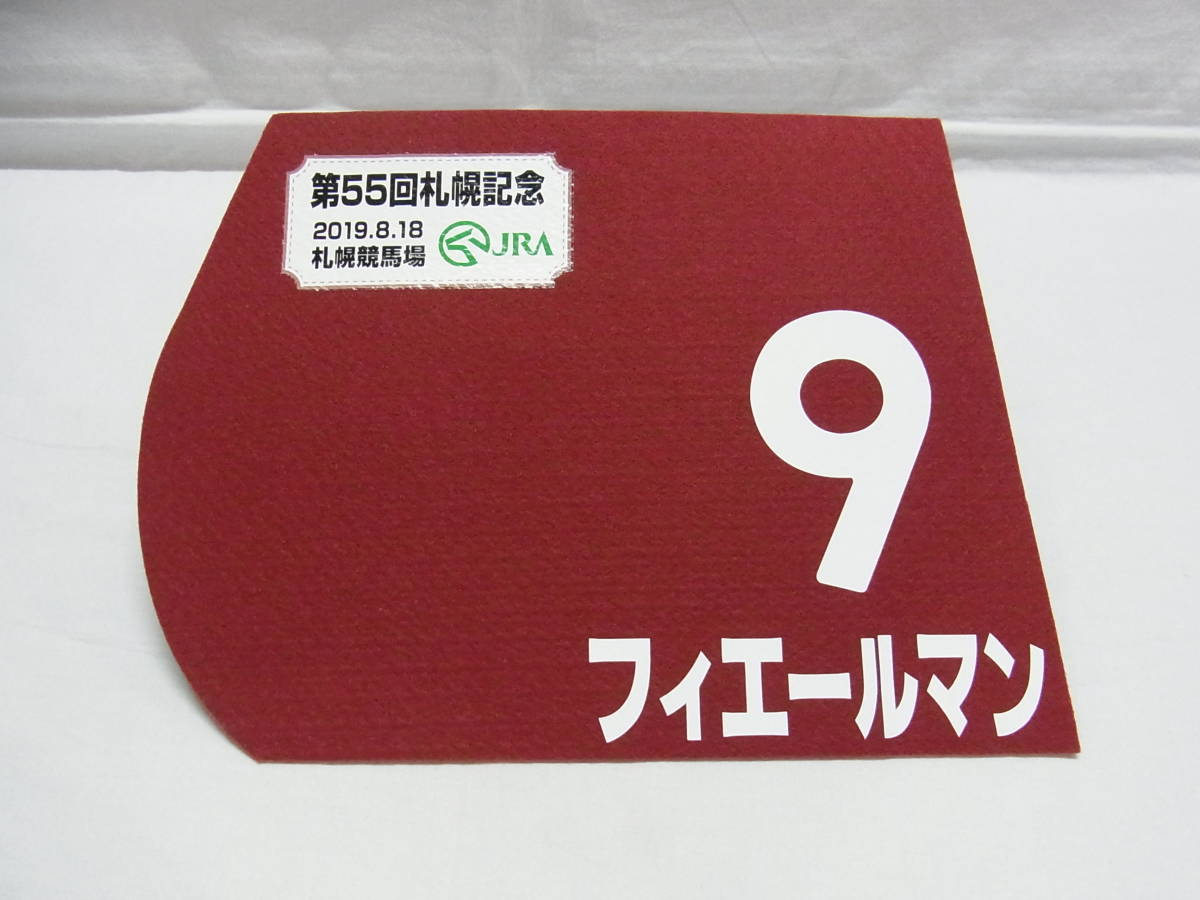 第55回札幌記念
2019.8.18
札幌競馬場
JRA
9
フィエールマン